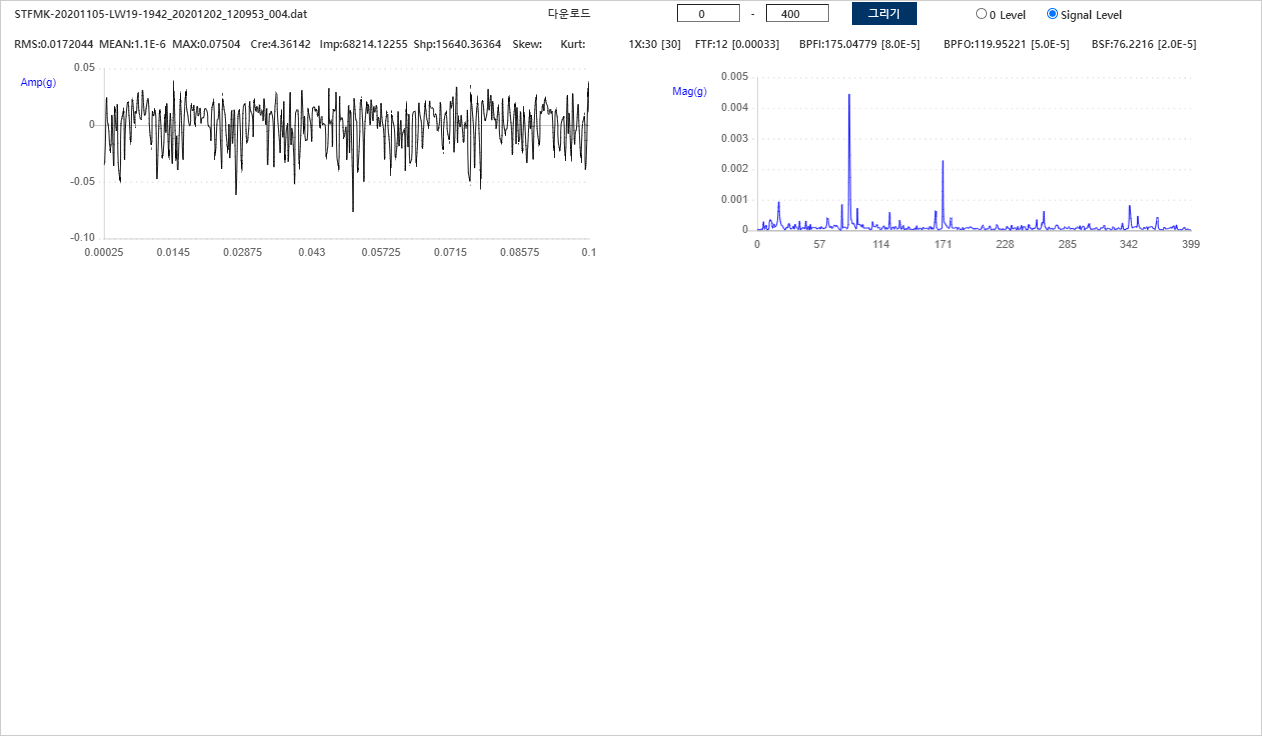 STFMK-20201105-LW19-1942_20201202_120953_004.dat 다운로드 0 - 400 그리기 0 Level Signal Level
RMS:0.0172044 MEAN:1.1E-6 MAX:0.07504 Cre:4.36142 Imp:68214.12255 Shp:15640.36364 Skew: Kurt: 1X:30 [30] FTF:12 [0.00033] BPFI:175.04779 [8.0E-5] BPFO:119.95221 [5.0E-5] BSF:76.2216 [2.0E-5]
Amp(g)
0.05
0
-0.05
-0.10
0.00025 0.0145 0.02875 0.043 0.05725 0.0715 0.08575 0.1
Mag(g)
0.005
0.004
0.003
0.002
0.001
0
0 57 114 171 228 285 342 399